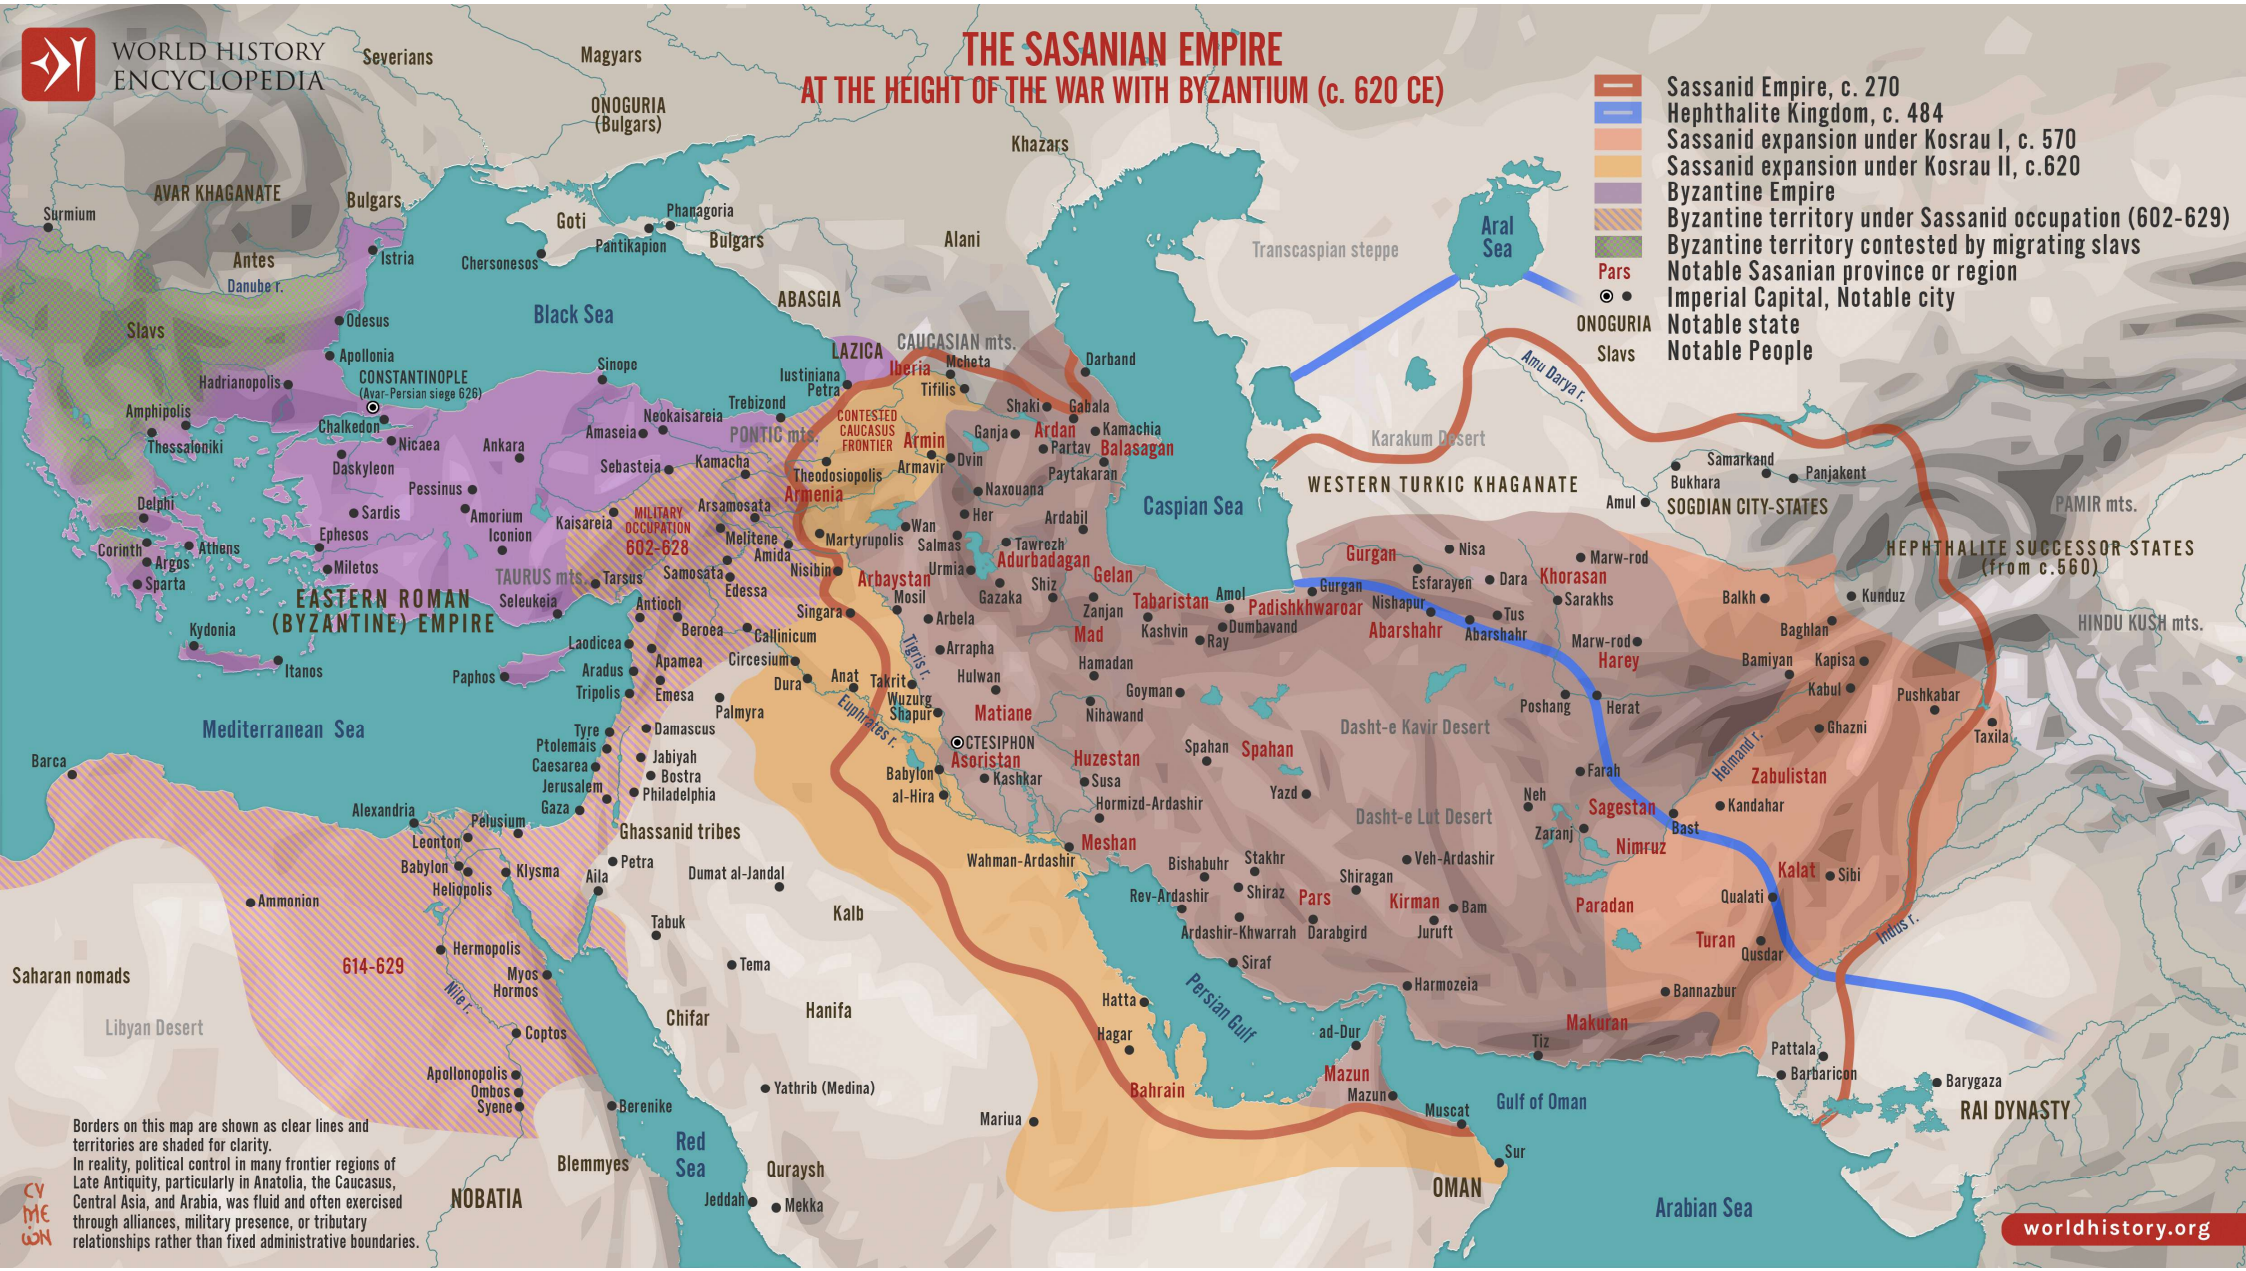 WORLD HISTORY
ENCYCLOPEDIA
THE SASANIAN EMPIRE
AT THE HEIGHT OF THE WAR WITH BYZANTIUM (c. 620 CE)
Sassanid Empire, c. 270
Hephthalite Kingdom, c. 484
Sassanid expansion under Kosrau I, c. 570
Sassanid expansion under Kosrau II, c.620
Byzantine Empire
Byzantine territory under Sassanid occupation (602-629)
Byzantine territory contested by migrating slavs
Pars Notable Sasanian province or region
Imperial Capital, Notable city
ONOGURIA Notable state
Slavs Notable People
Severians
Magyars
ONOGURIA
(Bulgars)
Khazars
AVAR KHAGANATE
Bulgars
Surmium
Goti
Phanagoria
Pantikapion
Bulgars
Alani
Antes
Danube r.
Istria
Chersonesos
Transcaspian steppe
Aral
Sea
Black Sea
ABASGIA
Slavs
Odesus
Apollonia
LAZICA
CAUCASIAN mts.
Iberia
Mcheta
Tifilis
Darband
Hadrianopolis
CONSTANTINOPLE
(Avar-Persian siege 626)
Sinope
Iustiniana
Petra
Trebizond
Amphipolis
Thessaloniki
Chalkedon
Nicaea
Daskyleon
Ankara
Amaseia
Neokaisareia
PONTIC mts.
CONTESTED
CAUCASUS
FRONTIER
Armin
Armavir
Dvin
Shaki
Gabala
Ganja
Ardan
Kamachia
Partav
Balasagan
Paytakaran
Amu Darya r.
Karakum Desert
Sebasteia
Kamacha
Theodosiopolis
Armenia
Naxouana
Caspian Sea
WESTERN TURKIC KHAGANATE
Samarkand
Bukhara
Panjakent
Amul
SOGDIAN CITY-STATES
PAMIR mts.
Delphi
Pessinus
Sardis
Amorium
Iconion
Kaisareia
MILITARY
OCCUPATION
602-628
Arsamosata
Melitene
Amida
Martyrupolis
Wan
Her
Salmas
Ardabil
Tawrezh
Adurbadagan
Urmia
Gelan
Corinth
Athens
Argos
Sparta
Ephesos
Miletos
TAURUS mts.
Tarsus
Samosata
Edessa
Nisibin
Arbaystan
Mosil
Gazaka
Shiz
Zanjan
Tabaristan
Amol
Padishkhwaroar
Gurgan
Gurgan
Nisa
Esfarayen
Dara
Khorasan
Marw-rod
Sarakhs
HEPHTHALITE SUCCESSOR STATES
(from c.560)
Balkh
Kunduz
Baghlan
HINDU KUSH mts.
EASTERN ROMAN
(BYZANTINE) EMPIRE
Seleukeia
Antioch
Beroea
Callinicum
Singara
Arbela
Tigris r.
Mad
Kashvin
Ray
Dumbavand
Nishapur
Abarshahr
Tus
Abarshahr
Marw-rod
Harey
Bamiyan
Kapisa
Kabul
Pushkabar
Kydonia
Itanos
Paphos
Laodicea
Aradus
Tripolis
Apamea
Emesa
Circesium
Dura
Anat
Takrit
Arrapha
Hulwan
Wuzurg
Shapur
Matiane
Hamadan
Goyman
Nihawand
Poshang
Herat
Ghazni
Taxila
Palmyra
Euphrates r.
Mediterranean Sea
Barca
Tyre
Ptolemais
Caesarea
Jerusalem
Gaza
Damascus
Jabiyah
Bostra
Philadelphia
CTESIPHON
Asoristan
Babylon
Kashkar
al-Hira
Huzestan
Susa
Hormizd-Ardashir
Spahan
Spahan
Yazd
Dasht-e Kavir Desert
Dasht-e Lut Desert
Farah
Neh
Zaranj
Sagestan
Nimruz
Helmand r.
Zabulistan
Kandahar
Bast
Alexandria
Pelusium
Leonton
Babylon
Heliopolis
Klysma
Ghassanid tribes
Petra
Aila
Dumat al-Jandal
Wahman-Ardashir
Meshan
Bishabuhr
Stakhr
Rev-Ardashir
Shiraz
Shiragan
Veh-Ardashir
Pars
Kirman
Bam
Ardashir-Khwarrah
Darabgird
Juruft
Siraf
Paradan
Kalat
Sibi
Qualati
Turan
Qusdar
Indus r.
Ammonion
Hermopolis
614-629
Nile r.
Myos
Hormos
Coptos
Apollonopolis
Ombos
Syene
Saharan nomads
Libyan Desert
Tabuk
Kalb
Tema
Hanifa
Chifar
Yathrib (Medina)
Berenike
Hatta
Hagar
Bahrain
Mariua
Persian Gulf
ad-Dur
Mazun
Mazun
Muscat
Harmozeia
Tiz
Makuran
Bannazbur
Pattala
Barbaricon
Barygaza
RAI DYNASTY
Gulf of Oman
Sur
OMAN
Arabian Sea
Red
Sea
Blemmyes
NOBATIA
Quraysh
Jeddah
Mekka
Borders on this map are shown as clear lines and
territories are shaded for clarity.
In reality, political control in many frontier regions of
Late Antiquity, particularly in Anatolia, the Caucasus,
Central Asia, and Arabia, was fluid and often exercised
through alliances, military presence, or tributary
relationships rather than fixed administrative boundaries.
worldhistory.org